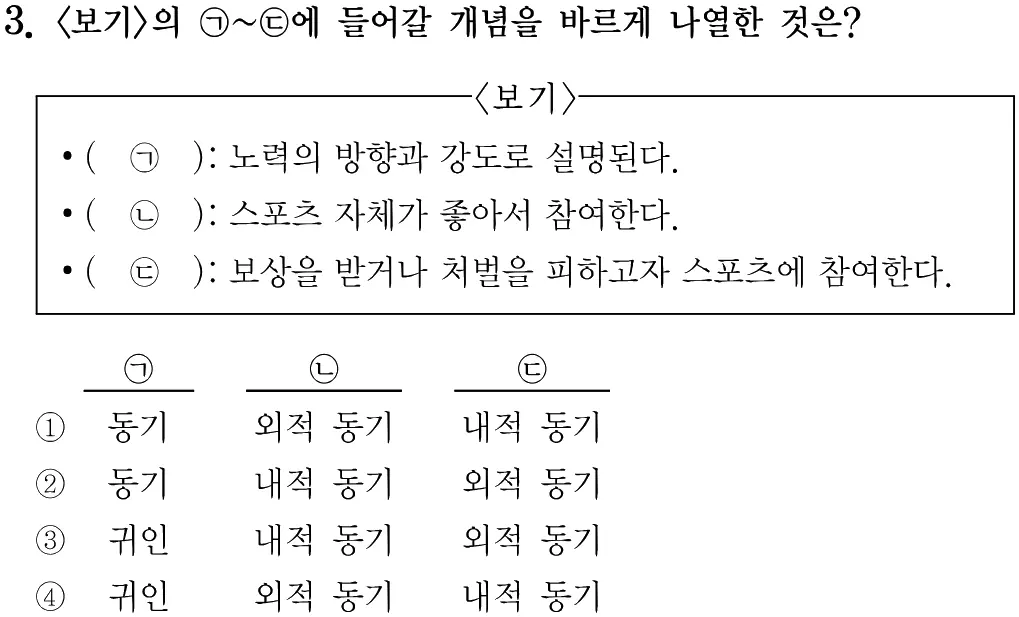 3. 〈보기〉의 ㉠~㉢에 들어갈 개념을 바르게 나열한 것은?
〈보기〉
• ( ㉠ ): 노력의 방향과 강도로 설명된다.
• ( ㉡ ): 스포츠 자체가 좋아서 참여한다.
• ( ㉢ ): 보상을 받거나 처벌을 피하고자 스포츠에 참여한다.
㉠ ㉡ ㉢
① 동기 외적 동기 내적 동기
② 동기 내적 동기 외적 동기
③ 귀인 내적 동기 외적 동기
④ 귀인 외적 동기 내적 동기